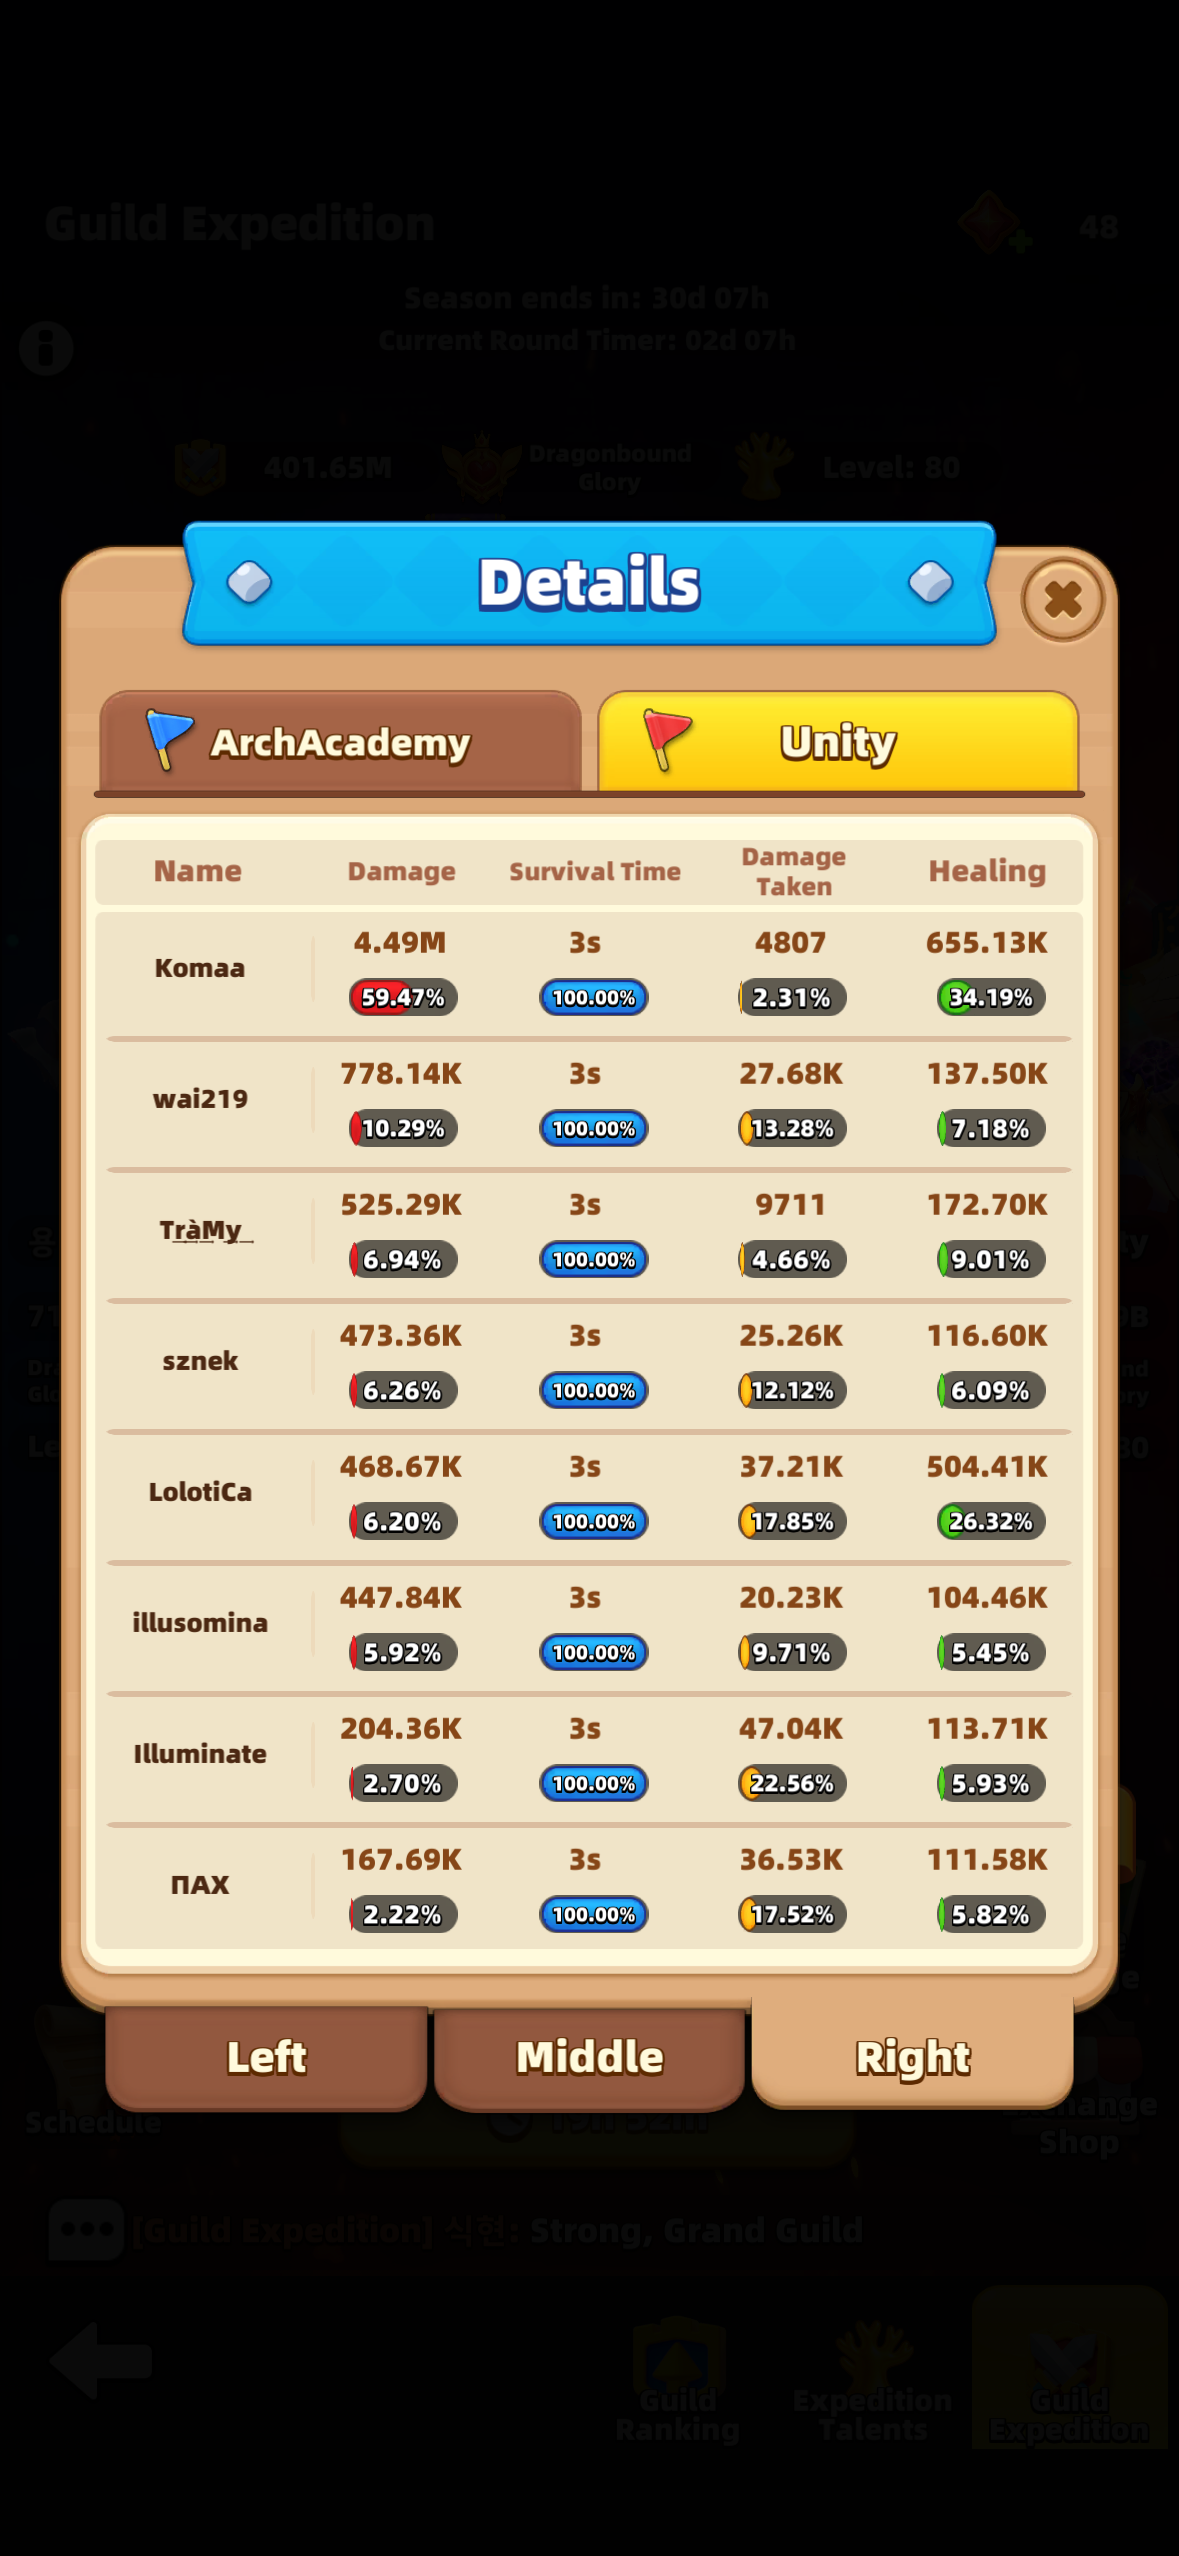 Guild Expedition
48
Season ends in: 30d 07h
Current Round Timer: 02d 07h
401.65M
Dragonbound
Glory
Level: 80
Details
ArchAcademy
Unity
Name Damage Survival Time Damage Taken Healing
Komaa 4.49M 3s 4807 655.13K
59.47% 100.00% 2.31% 34.19%
wai219 778.14K 3s 27.68K 137.50K
10.29% 100.00% 13.28% 7.18%
TràMy 525.29K 3s 9711 172.70K
6.94% 100.00% 4.66% 9.01%
sznek 473.36K 3s 25.26K 116.60K
6.26% 100.00% 12.12% 6.09%
LolotiCa 468.67K 3s 37.21K 504.41K
6.20% 100.00% 17.85% 26.32%
illusomina 447.84K 3s 20.23K 104.46K
5.92% 100.00% 9.71% 5.45%
Illuminate 204.36K 3s 47.04K 113.71K
2.70% 100.00% 22.56% 5.93%
ПАХ 167.69K 3s 36.53K 111.58K
2.22% 100.00% 17.52% 5.82%
Left
Middle
Right
Schedule
19h 52m
Shop
[Guild Expedition] 식현: Strong, Grand Guild
Guild
Ranking
Expedition
Talents
Guild
Expedition